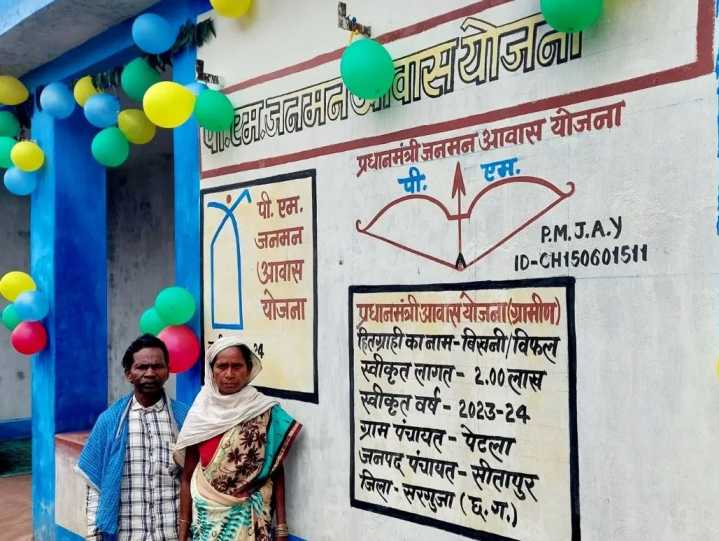 पी.एम.जनमन आवास योजना
प्रधानमंत्री जनमन आवास योजना
पी. एम.
P.M.J.A.Y
ID-CH150601511
पी. एम.
जनमन
आवास
योजना
24
प्रधानमंत्री आवास योजना (ग्रामीण)
हितग्राही का नाम- बिखनी/विफल
स्वीकृत लागत - 2.00 लाख
स्वीकृत वर्ष - 2023-24
ग्राम पंचायत - पेटला
जनपद पंचायत - सीतापुर
जिला - सरगुजा (छ.ग.)